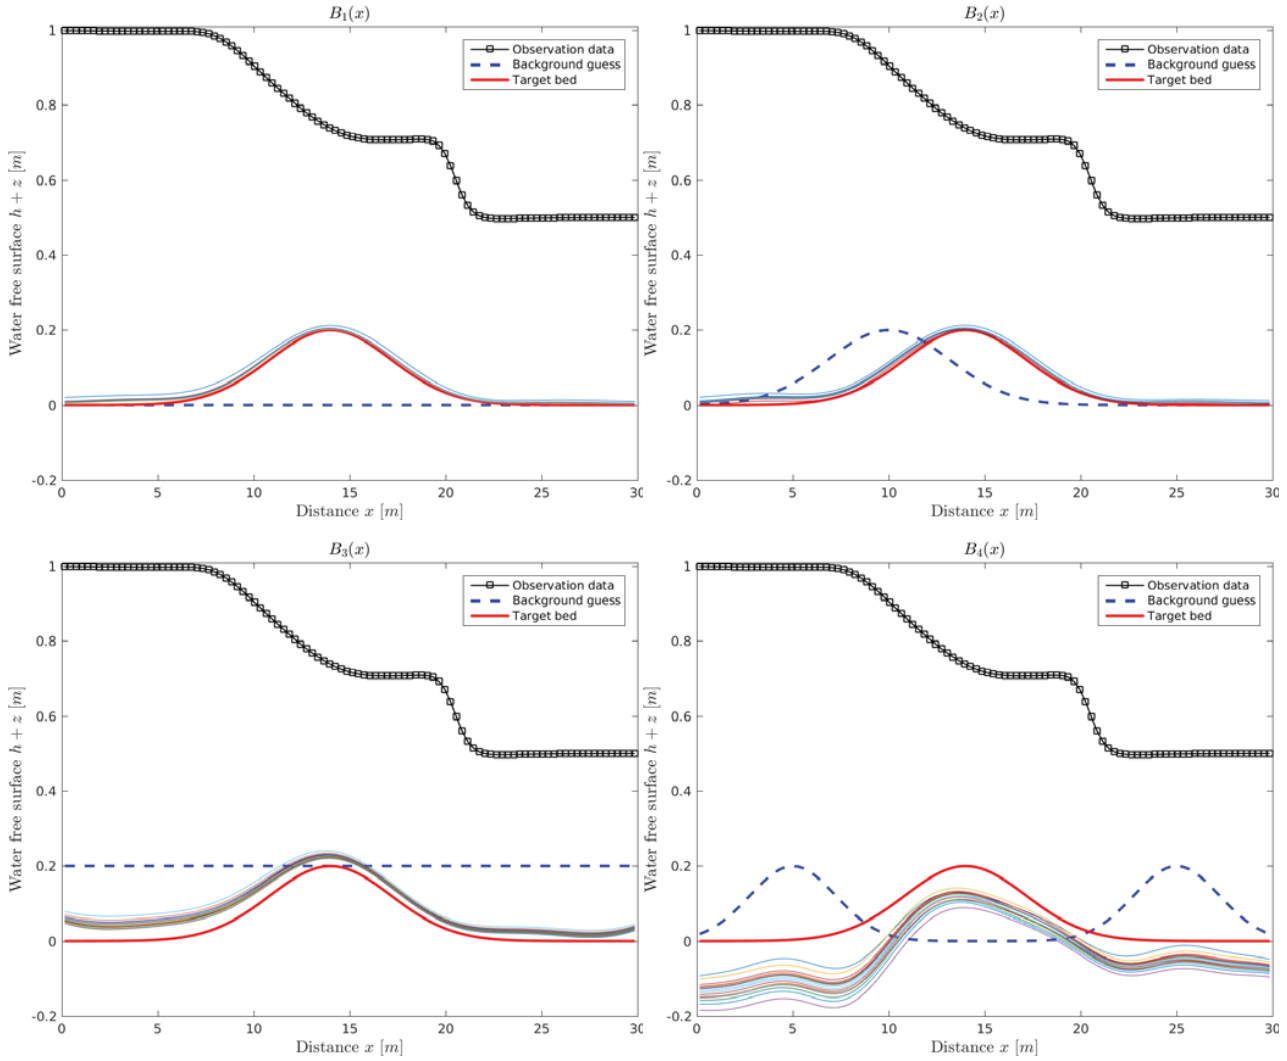 B₁(x)
Water free surface h + z [m]
1
0.8
0.6
0.4
0.2
0
-0.2
Observation data
Background guess
Target bed
0 5 10 15 20 25 30
Distance x [m]
B₂(x)
Water free surface h + z [m]
1
0.8
0.6
0.4
0.2
0
-0.2
Observation data
Background guess
Target bed
0 5 10 15 20 25 30
Distance x [m]
B₃(x)
Water free surface h + z [m]
1
0.8
0.6
0.4
0.2
0
-0.2
Observation data
Background guess
Target bed
0 5 10 15 20 25 30
Distance x [m]
B₄(x)
Water free surface h + z [m]
1
0.8
0.6
0.4
0.2
0
-0.2
Observation data
Background guess
Target bed
0 5 10 15 20 25 30
Distance x [m]